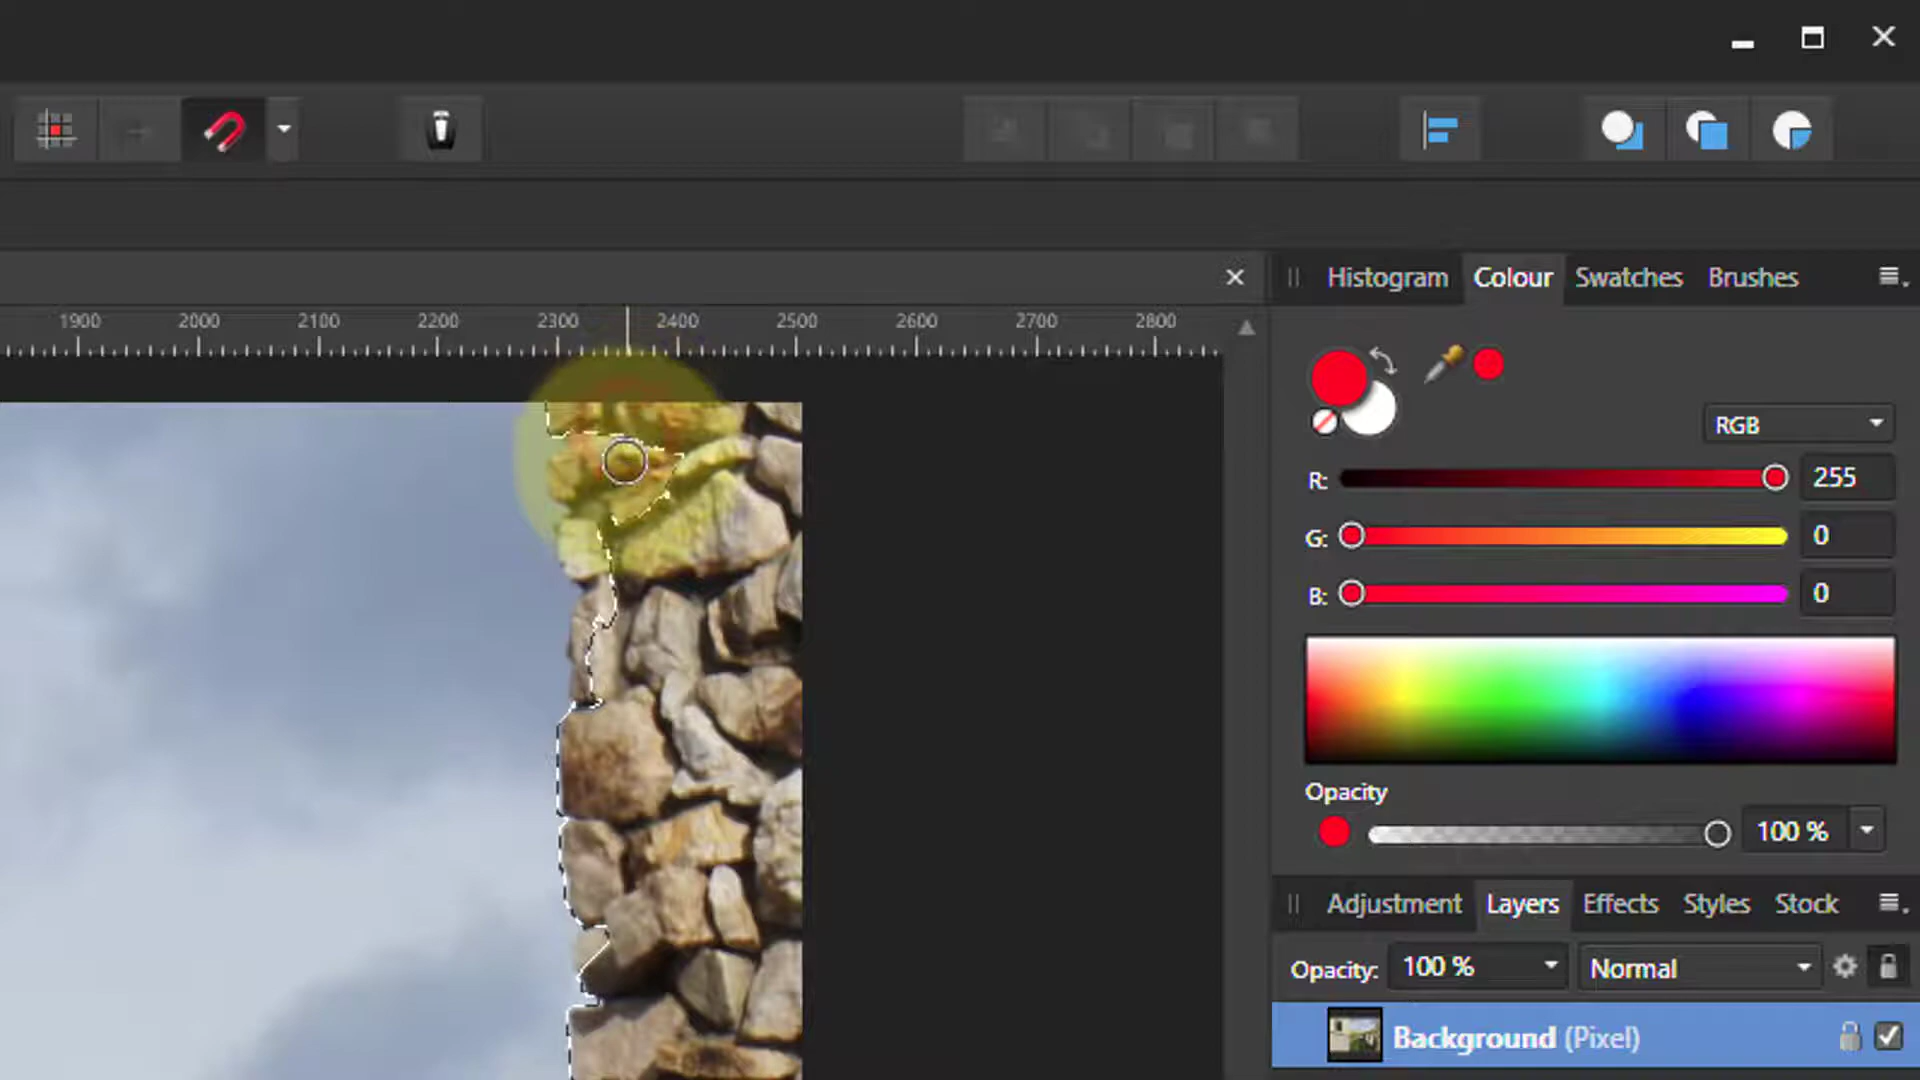 Histogram Colour Swatches Brushes
1900 2000 2100 2200 2300 2400 2500 2600 2700 2800
RGB
R: 255
G: 0
B: 0
Opacity
100 %
Adjustment Layers Effects Styles Stock
Opacity: 100 % Normal
Background (Pixel)